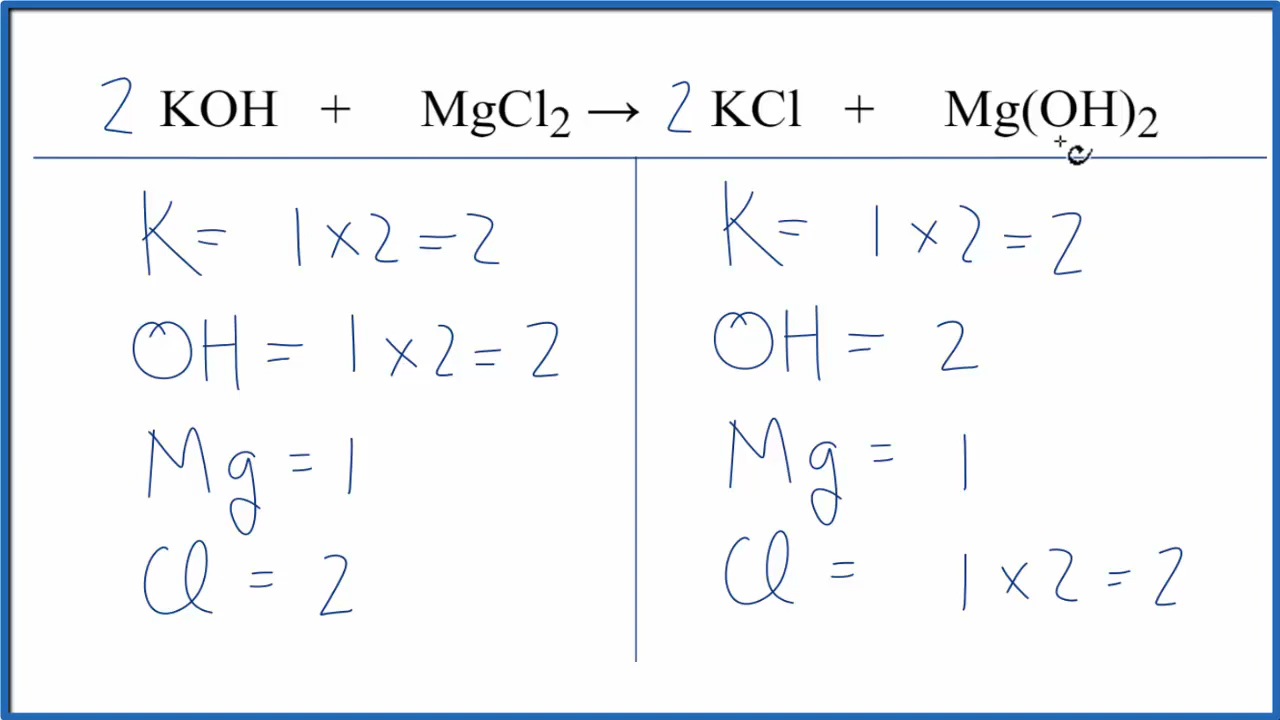 2 KOH + MgCl2 → 2 KCl + Mg(OH)2
K = 1 x 2 = 2
K = 1 x 2 = 2
OH = 1 x 2 = 2
OH = 2
Mg = 1
Mg = 1
Cl = 2
Cl = 1 x 2 = 2